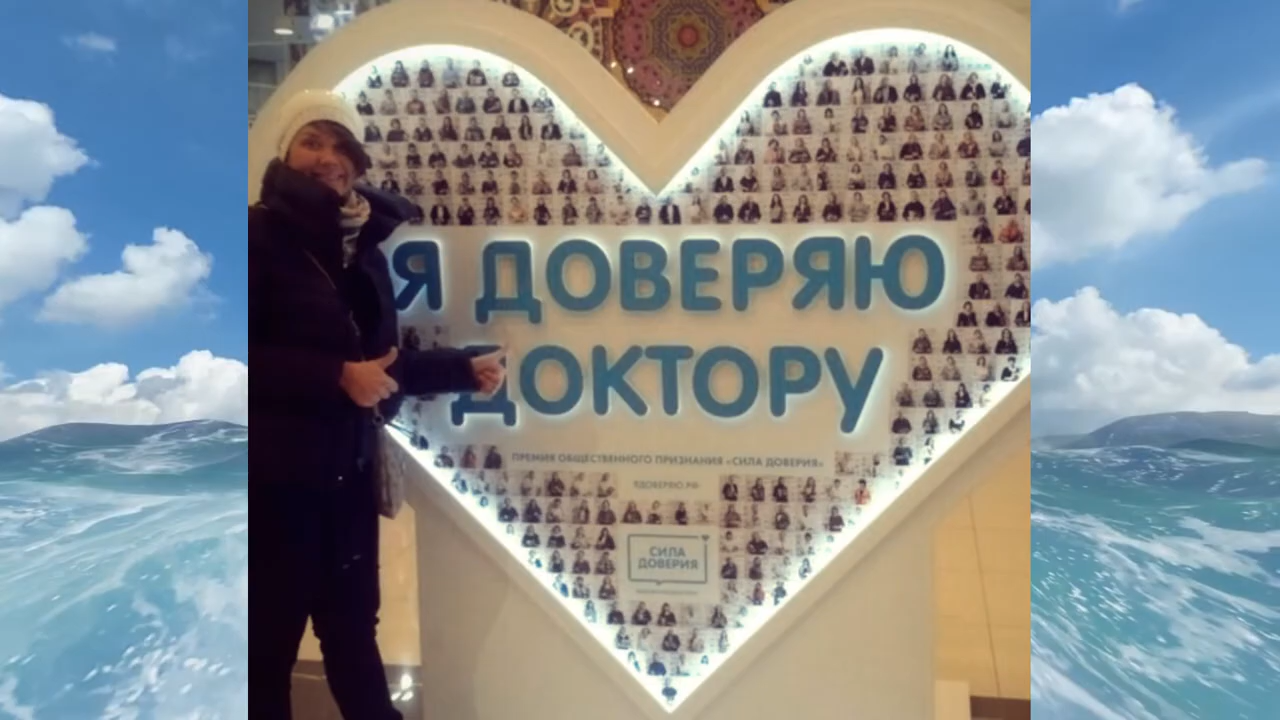 Я ДОВЕРЯЮ
ДОКТОРУ
ПРЕМИЯ ОБЩЕСТВЕННОГО ПРИЗНАНИЯ «СИЛА ДОВЕРИЯ»
ЯДОВЕРЯЮ.РФ
СИЛА
ДОВЕРИЯ